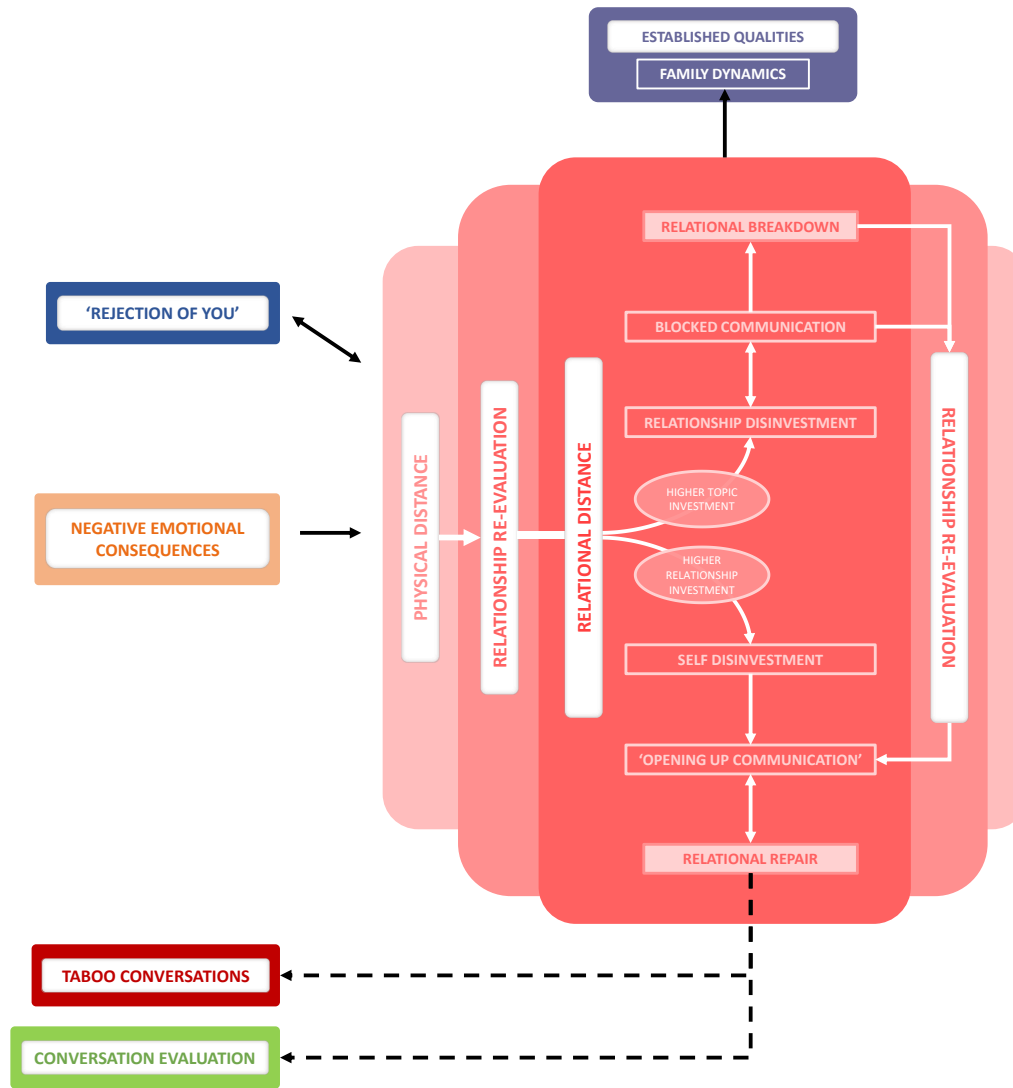 ESTABLISHED QUALITIES
FAMILY DYNAMICS
RELATIONAL BREAKDOWN
‘REJECTION OF YOU’
BLOCKED COMMUNICATION
RELATIONSHIP DISINVESTMENT
PHYSICAL DISTANCE
RELATIONSHIP RE-EVALUATION
RELATIONAL DISTANCE
RELATIONSHIP RE-EVALUATION
HIGHER TOPIC
INVESTMENT
NEGATIVE EMOTIONAL
CONSEQUENCES
HIGHER
RELATIONSHIP
INVESTMENT
SELF DISINVESTMENT
‘OPENING UP COMMUNICATION’
RELATIONAL REPAIR
TABOO CONVERSATIONS
CONVERSATION EVALUATION